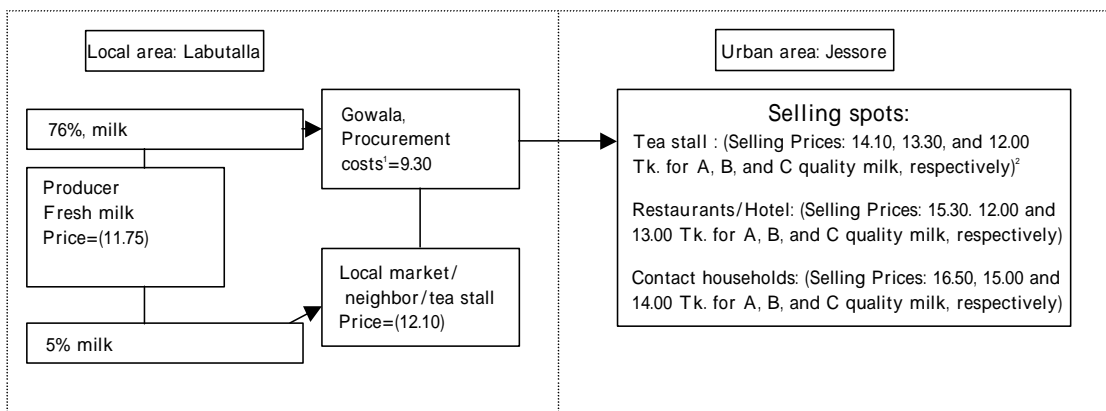 Local area: Labutalla
76%, milk
Producer
Fresh milk
Price=(11.75)
5% milk
Gowala,
Procurement
costs¹=9.30
Local market/
neighbor/tea stall
Price=(12.10)
Urban area: Jessore
Selling spots:
Tea stall : (Selling Prices: 14.10, 13.30, and 12.00
Tk. for A, B, and C quality milk, respectively)²
Restaurants/Hotel: (Selling Prices: 15.30. 12.00 and
13.00 Tk. for A, B, and C quality milk, respectively)
Contact households: (Selling Prices: 16.50, 15.00 and
14.00 Tk. for A, B, and C quality milk, respectively)